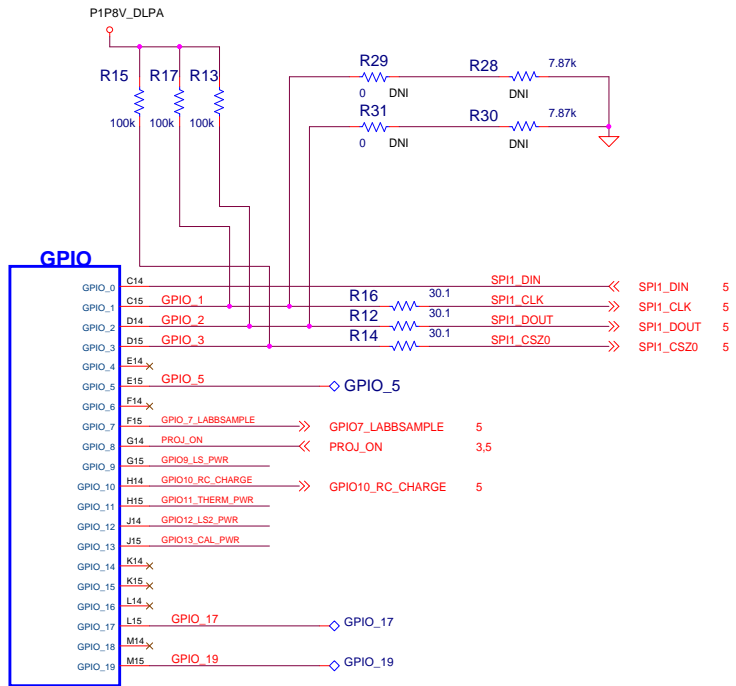 P1P8V_DLPA
R15 R17 R13
100k 100k 100k
R29 R28 7.87k
0 DNI DNI
R31 R30 7.87k
0 DNI DNI
GPIO
GPIO_0 C14 SPI1_DIN SPI1_DIN 5
GPIO_1 C15 GPIO_1 R16 30.1 SPI1_CLK SPI1_CLK 5
GPIO_2 D14 GPIO_2 R12 30.1 SPI1_DOUT SPI1_DOUT 5
GPIO_3 D15 GPIO_3 R14 30.1 SPI1_CSZ0 SPI1_CSZ0 5
GPIO_4 E14
GPIO_5 E15 GPIO_5 GPIO_5
GPIO_6 F14
GPIO_7 F15 GPIO_7_LABBSAMPLE GPIO7_LABBSAMPLE 5
GPIO_8 G14 PROJ_ON PROJ_ON 3,5
GPIO_9 G15 GPIO9_LS_PWR
GPIO_10 H14 GPIO10_RC_CHARGE GPIO10_RC_CHARGE 5
GPIO_11 H15 GPIO11_THERM_PWR
GPIO_12 J14 GPIO12_LS2_PWR
GPIO_13 J15 GPIO13_CAL_PWR
GPIO_14 K14
GPIO_15 K15
GPIO_16 L14
GPIO_17 L15 GPIO_17 GPIO_17
GPIO_18 M14
GPIO_19 M15 GPIO_19 GPIO_19